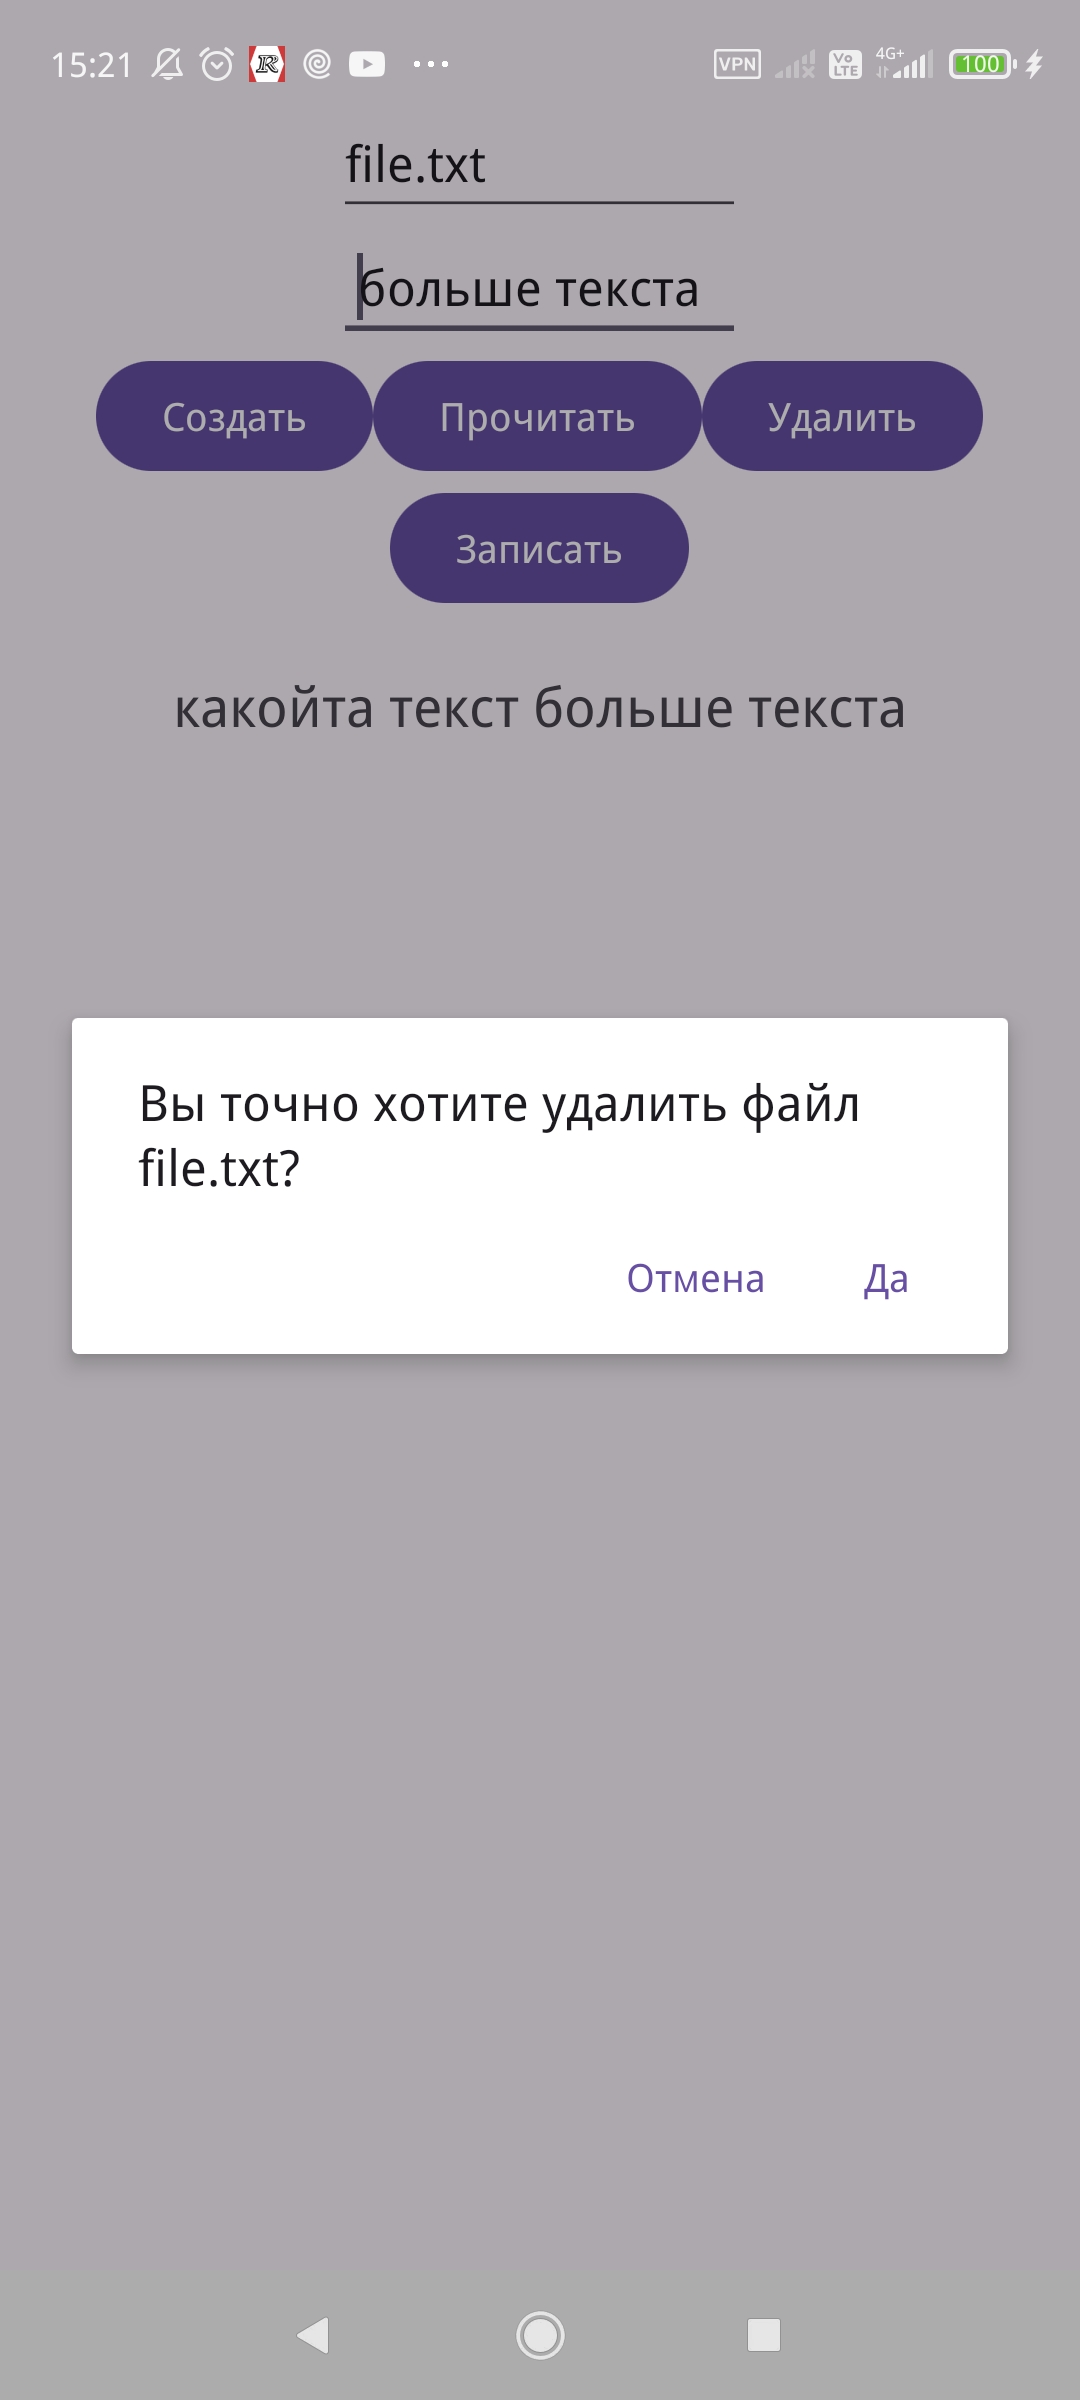 15:21 R VPN Vo LTE 4G+ 100
file.txt
больше текста
Создать Прочитать Удалить
Записать
какойта текст больше текста
Вы точно хотите удалить файл
file.txt?
Отмена Да